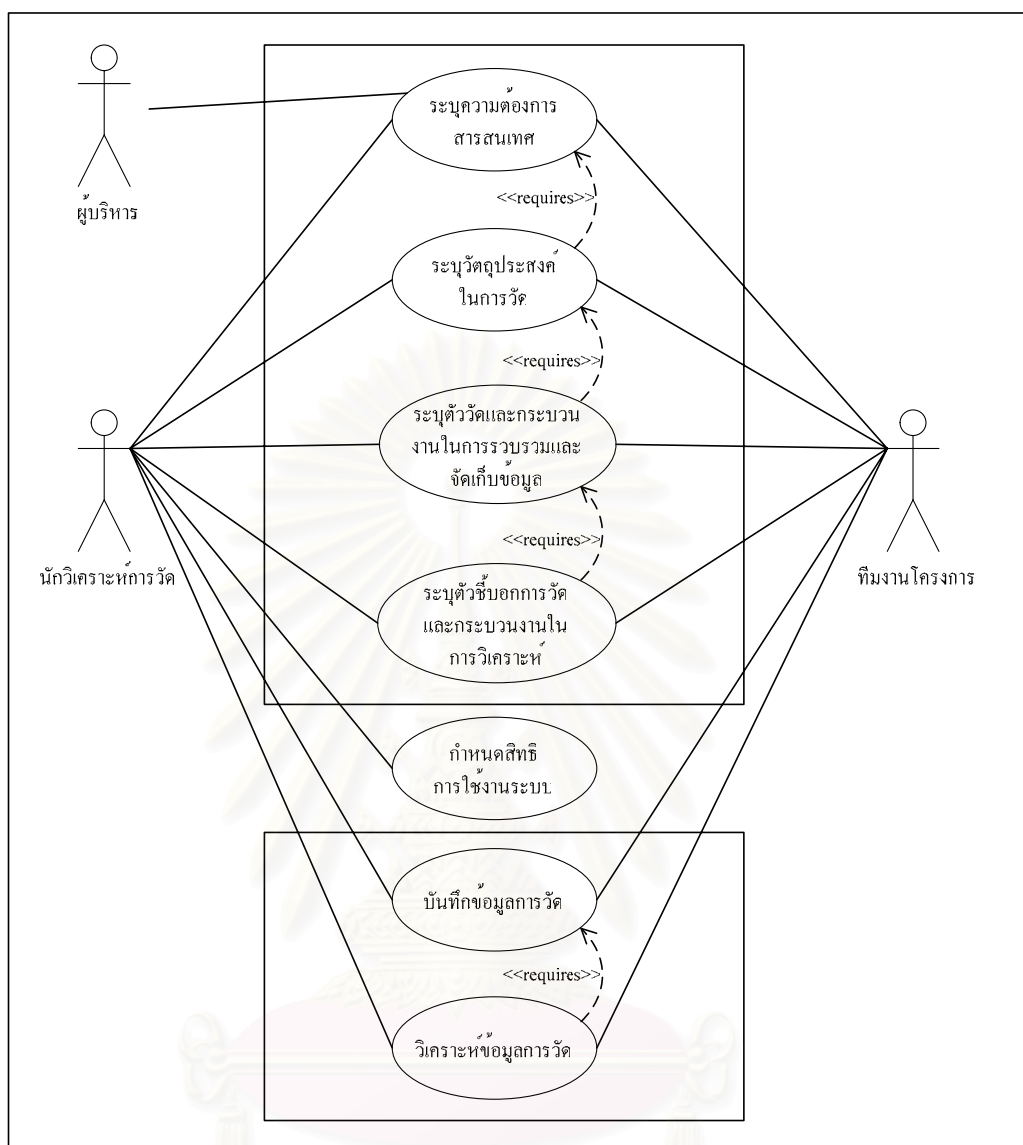 ระบุความต้องการ
สารสนเทศ
ผู้บริหาร
<<requires>>
ระบุวัตถุประสงค์
ในการวัด
<<requires>>
ระบุตัววัดและกระบวน
งานในการรวบรวมและ
จัดเก็บข้อมูล
นักวิเคราะห์การวัด
ทีมงานโครงการ
<<requires>>
ระบุตัวชี้บอกการวัด
และกระบวนงานใน
การวิเคราะห์
กำหนดสิทธิ
การใช้งานระบบ
บันทึกข้อมูลการวัด
<<requires>>
วิเคราะห์ข้อมูลการวัด